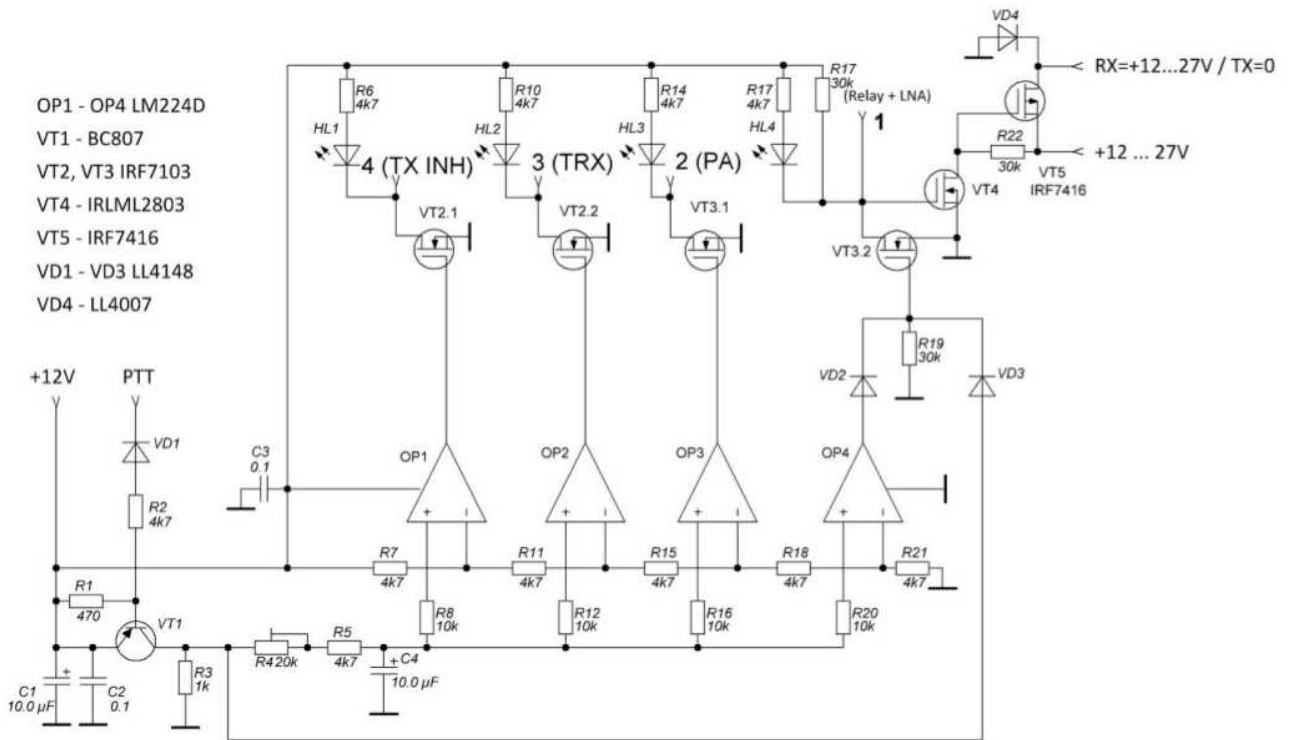 OP1 - OP4 LM224D
VT1 - BC807
VT2, VT3 IRF7103
VT4 - IRLML2803
VT5 - IRF7416
VD1 - VD3 LL4148
VD4 - LL4007
VD4
RX=+12...27V / TX=0
R6
4k7
R10
4k7
R14
4k7
R17
4k7
R17
30k
(Relay + LNA)
1
HL1
HL2
HL3
HL4
4 (TX INH)
3 (TRX)
2 (PA)
R22
30k
+12 ... 27V
VT4
VT5
IRF7416
VT2.1
VT2.2
VT3.1
VT3.2
R19
30k
VD2
VD3
+12V
PTT
VD1
C3
0.1
OP1
OP2
OP3
OP4
R2
4k7
+
−
+
−
+
−
+
−
R7
4k7
R11
4k7
R15
4k7
R18
4k7
R21
4k7
R1
470
R8
10k
R12
10k
R16
10k
R20
10k
VT1
R4 20k
R5
4k7
R3
1k
C4
+
10.0 µF
C1
+
10.0 µF
C2
0.1